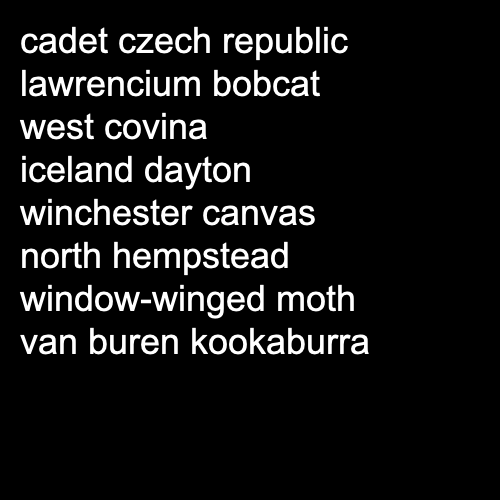 cadet czech republic
lawrencium bobcat
west covina
iceland dayton
winchester canvas
north hempstead
window-winged moth
van buren kookaburra